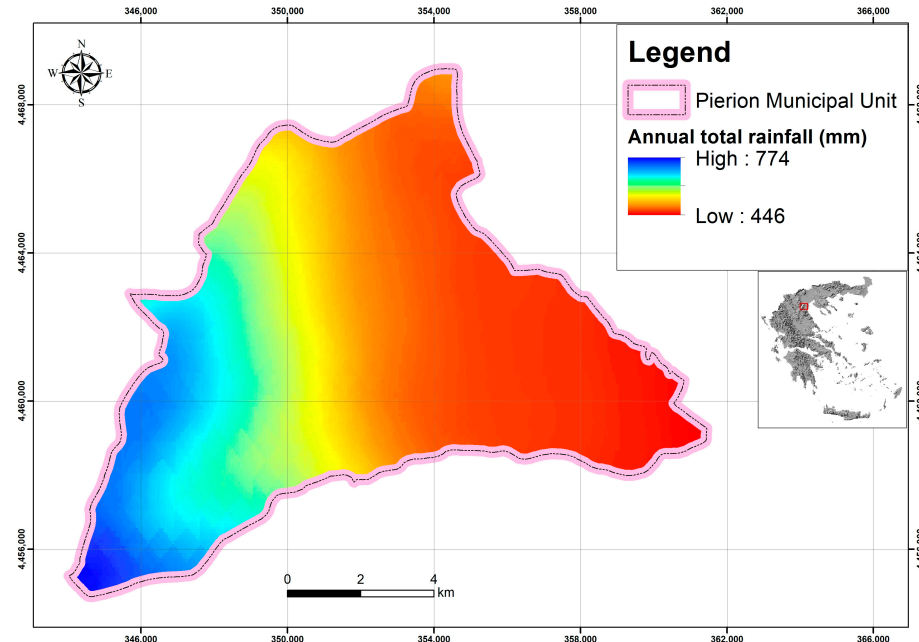 346,000 350,000 354,000 358,000 362,000 366,000
N
W E
S
Legend
Pierion Municipal Unit
Annual total rainfall (mm)
High : 774
Low : 446
4,468,000
4,464,000
4,460,000
4,456,000
0 2 4
km
346,000 350,000 354,000 358,000 362,000 366,000